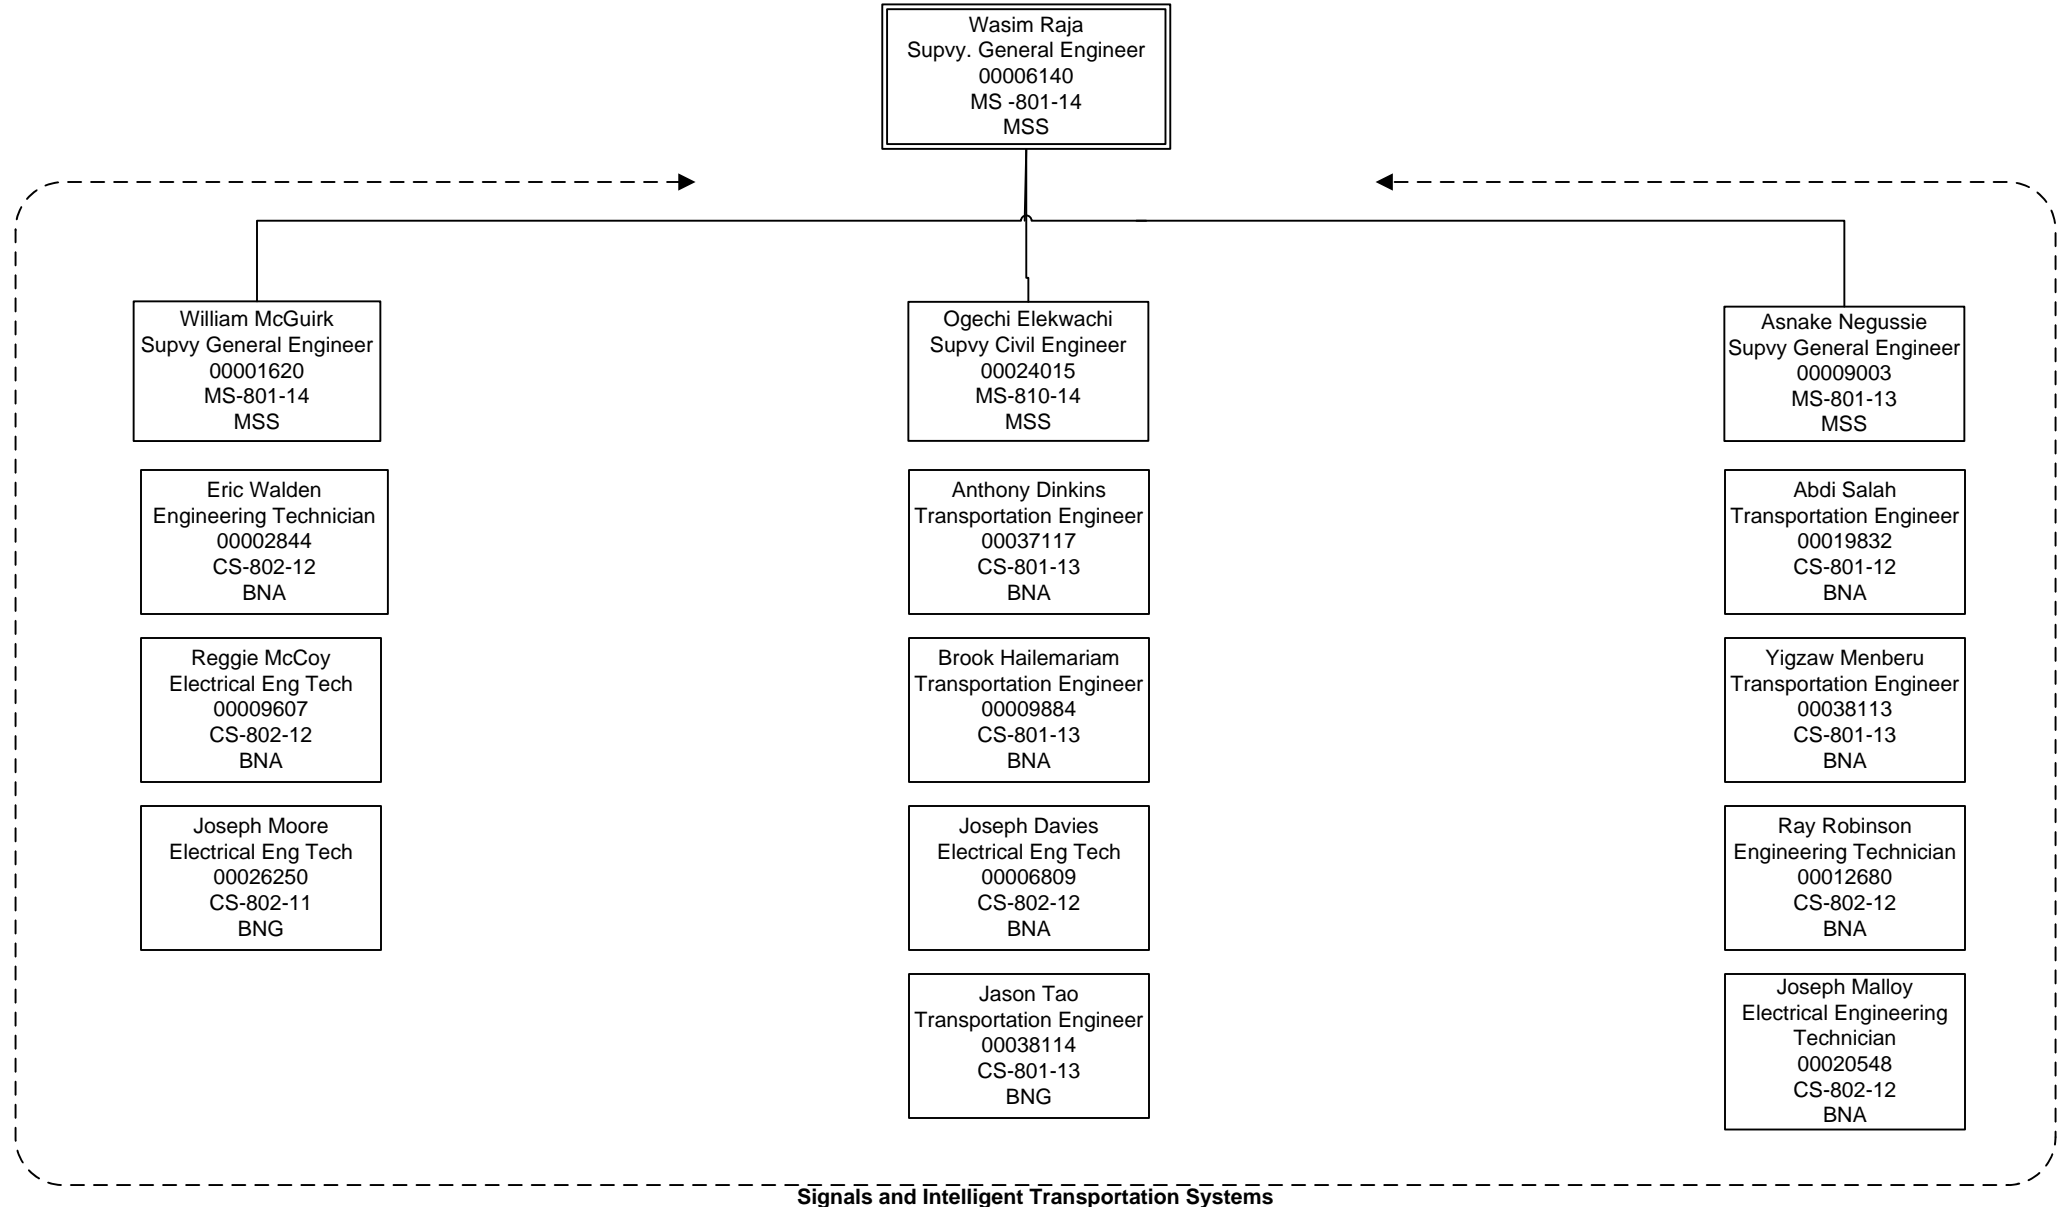 Wasim Raja
Supvy. General Engineer
00006140
MS -801-14
MSS
William McGuirk
Supvy General Engineer
00001620
MS-801-14
MSS
Eric Walden
Engineering Technician
00002844
CS-802-12
BNA
Reggie McCoy
Electrical Eng Tech
00009607
CS-802-12
BNA
Joseph Moore
Electrical Eng Tech
00026250
CS-802-11
BNG
Ogechi Elekwachi
Supvy Civil Engineer
00024015
MS-810-14
MSS
Anthony Dinkins
Transportation Engineer
00037117
CS-801-13
BNA
Brook Hailemariam
Transportation Engineer
00009884
CS-801-13
BNA
Joseph Davies
Electrical Eng Tech
00006809
CS-802-12
BNA
Jason Tao
Transportation Engineer
00038114
CS-801-13
BNG
Asnake Negussie
Supvy General Engineer
00009003
MS-801-13
MSS
Abdi Salah
Transportation Engineer
00019832
CS-801-12
BNA
Yigzaw Menberu
Transportation Engineer
00038113
CS-801-13
BNA
Ray Robinson
Engineering Technician
00012680
CS-802-12
BNA
Joseph Malloy
Electrical Engineering
Technician
00020548
CS-802-12
BNA
Signals and Intelligent Transportation Systems